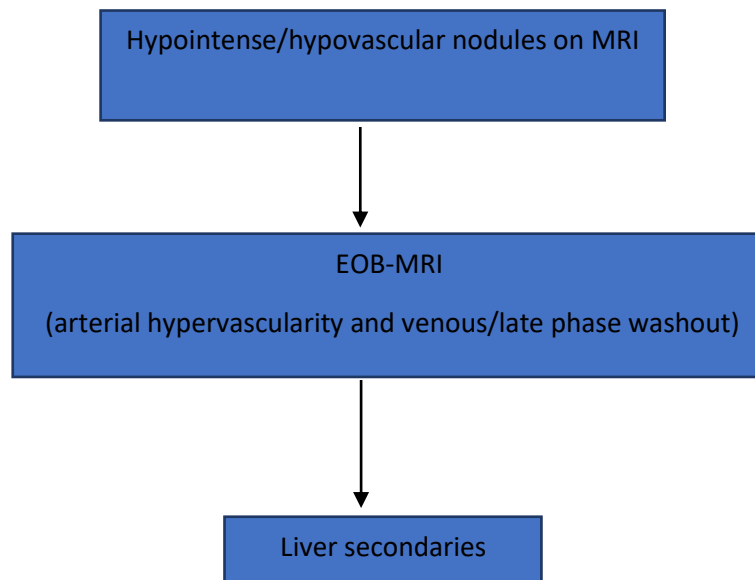 Hypointense/hypovascular nodules on MRI
EOB-MRI
(arterial hypervascularity and venous/late phase washout)
Liver secondaries